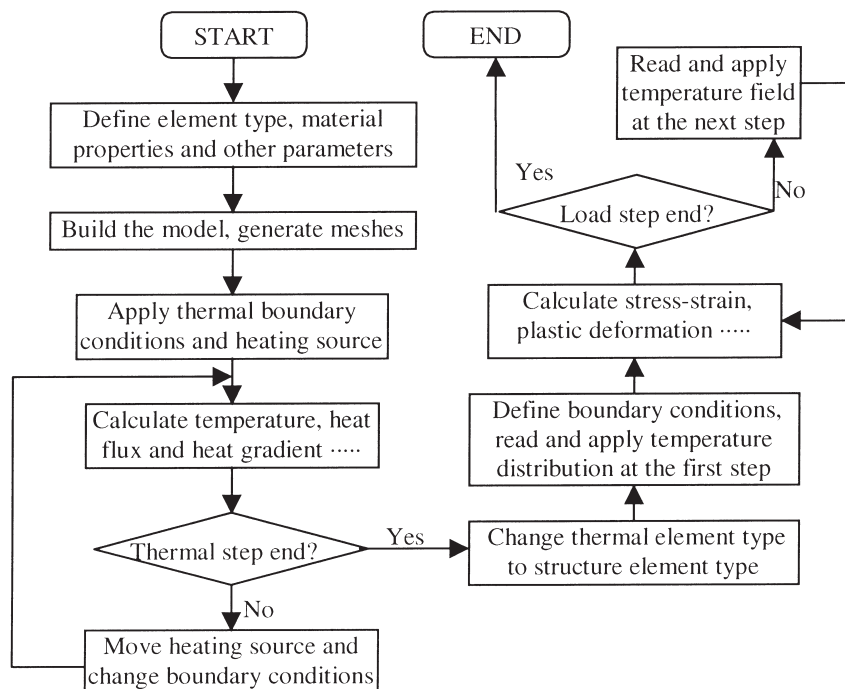 START
Define element type, material
properties and other parameters
Build the model, generate meshes
Apply thermal boundary
conditions and heating source
Calculate temperature, heat
flux and heat gradient ·····
Thermal step end?
Yes
No
Move heating source and
change boundary conditions
Change thermal element type
to structure element type
Define boundary conditions,
read and apply temperature
distribution at the first step
Calculate stress-strain,
plastic deformation ·····
Load step end?
Yes
No
Read and apply
temperature field
at the next step
END